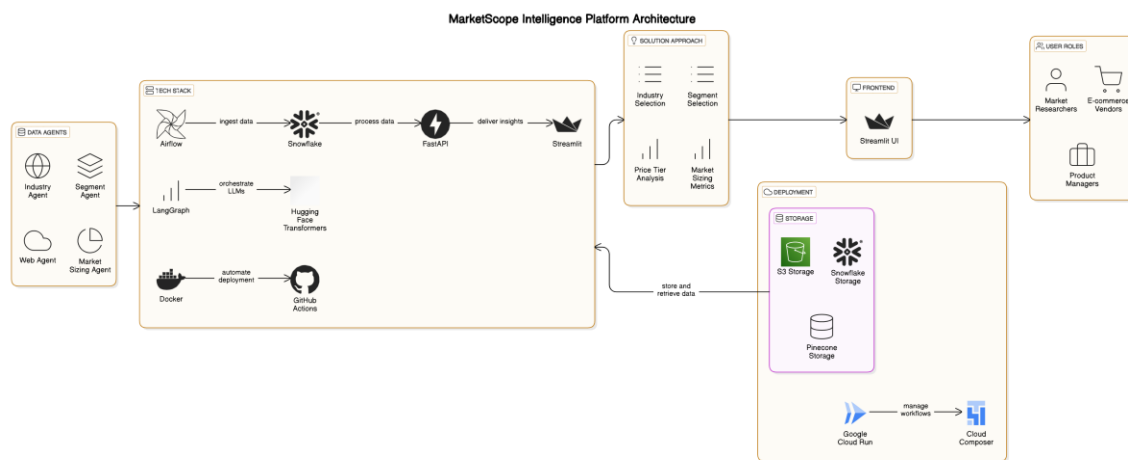 MarketScope Intelligence Platform Architecture
DATA AGENTS
Industry
Agent
Segment
Agent
Web Agent
Market
Sizing Agent
TECH STACK
Airflow
ingest data
Snowflake
process data
FastAPI
deliver insights
Streamlit
LangGraph
orchestrate
LLMs
Hugging
Face
Transformers
Docker
automate
deployment
GitHub
Actions
SOLUTION APPROACH
Industry
Selection
Segment
Selection
Price Tier
Analysis
Market
Sizing
Metrics
FRONTEND
Streamlit UI
USER ROLES
Market
Researchers
E-commerce
Vendors
Product
Managers
DEPLOYMENT
STORAGE
S3 Storage
Snowflake
Storage
Pinecone
Storage
store and
retrieve data
Google
Cloud Run
manage
workflows
Cloud
Composer